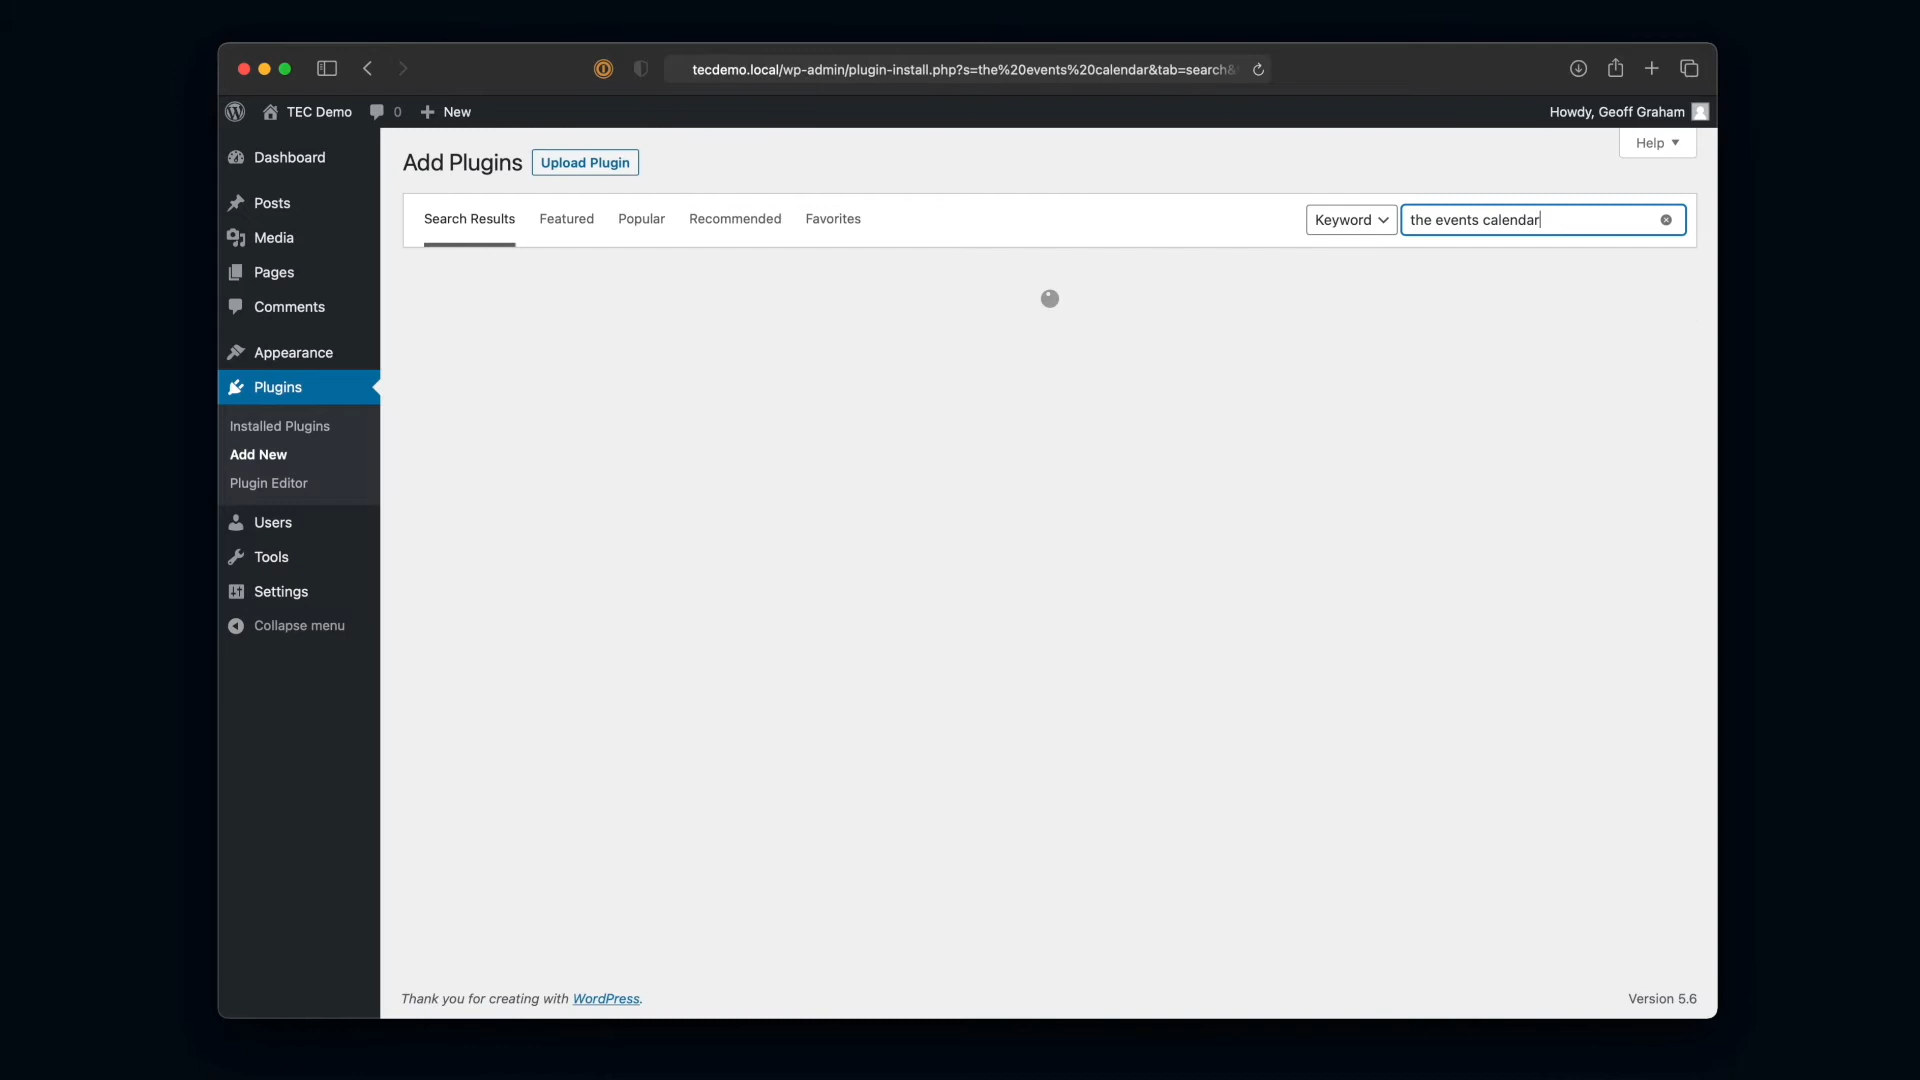 tecdemo.local/wp-admin/plugin-install.php?s=the%20events%20calendar&tab=search&
TEC Demo 0 New
Howdy, Geoff Graham
Help
Dashboard
Posts
Media
Pages
Comments
Appearance
Plugins
Installed Plugins
Add New
Plugin Editor
Users
Tools
Settings
Collapse menu
Add Plugins Upload Plugin
Search Results Featured Popular Recommended Favorites
Keyword the events calendar
Thank you for creating with WordPress.
Version 5.6